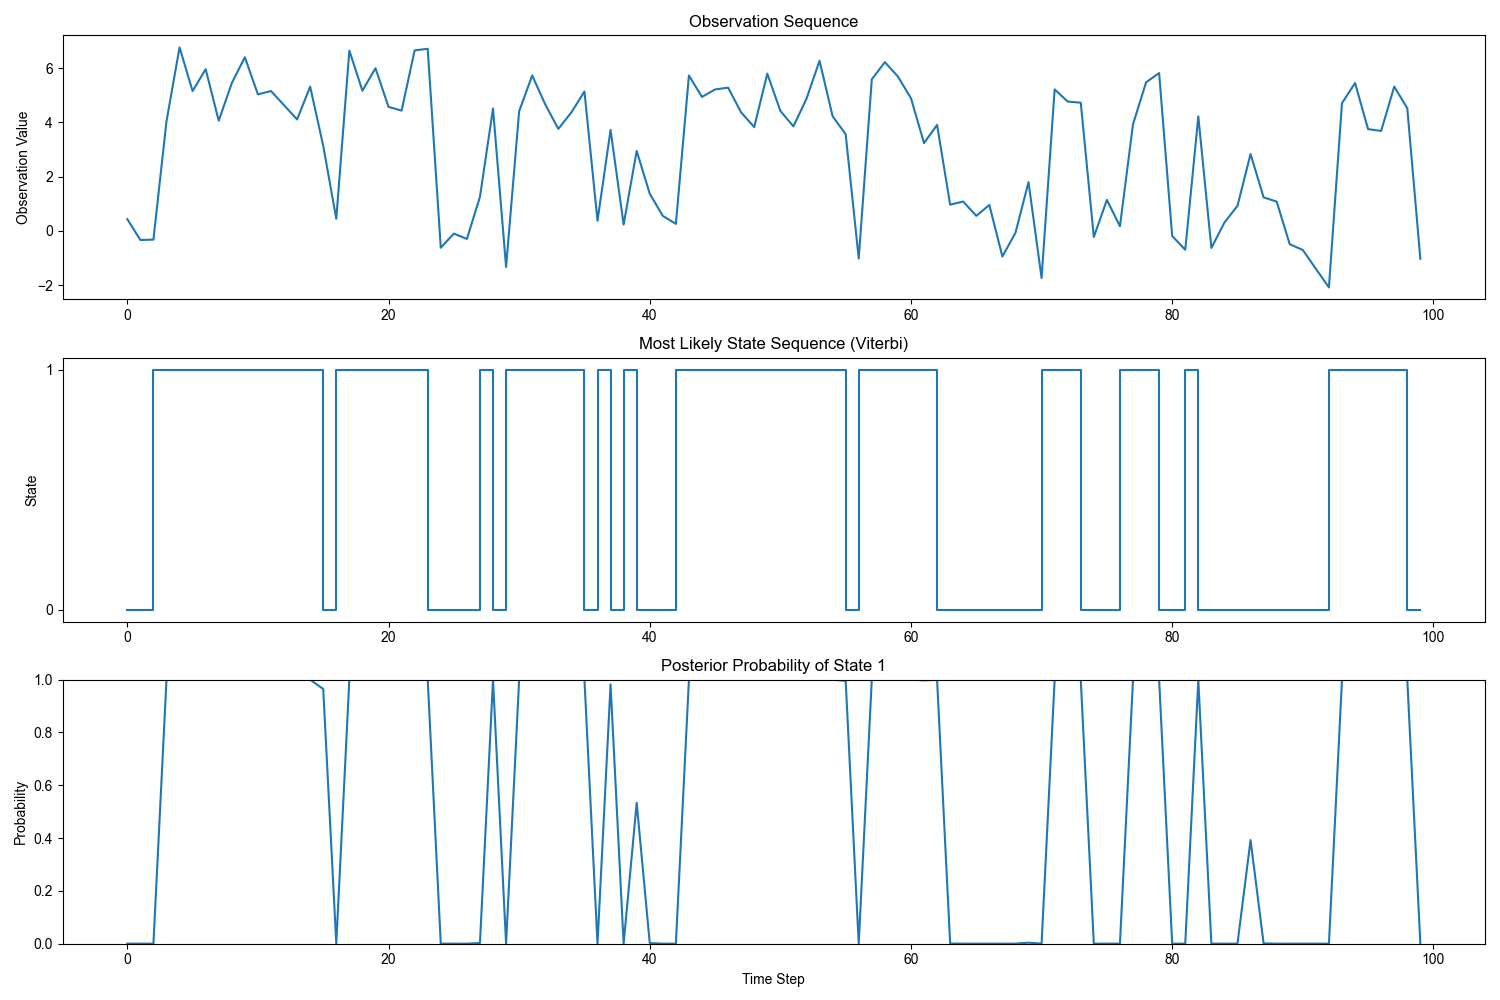 Observation Sequence
Observation Value
6
4
2
0
−2
0 20 40 60 80 100
Most Likely State Sequence (Viterbi)
State
1
0
0 20 40 60 80 100
Posterior Probability of State 1
Probability
1.0
0.8
0.6
0.4
0.2
0.0
0 20 40 60 80 100
Time Step